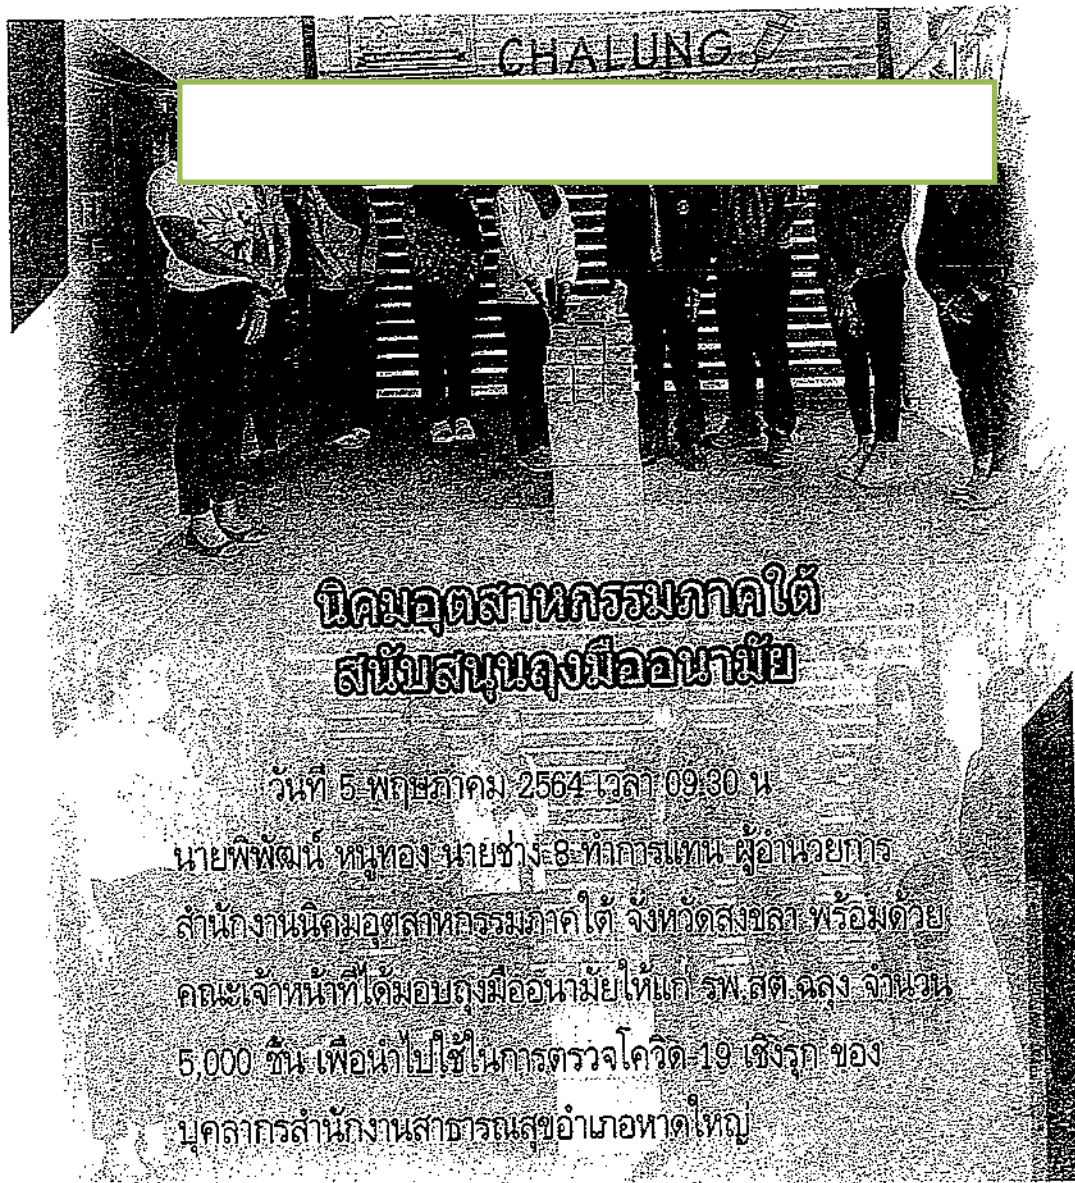 CHALUNG
นิคมอุตสาหกรรมภาคใต้
สนับสนุนถุงมืออนามัย
วันที่ 5 พฤษภาคม 2564 เวลา 09.30 น
นายพิพัฒน์ หนูทอง นายช่าง 8 ทำการแทน ผู้อำนวยการ
สำนักงานนิคมอุตสาหกรรมภาคใต้ จังหวัดสงขลา พร้อมด้วย
คณะเจ้าหน้าที่ได้มอบถุงมืออนามัยให้แก่ รพ.สต.ฉลุง จำนวน
5,000 ชิ้น เพื่อนำไปใช้ในการตรวจโควิด-19 เชิงรุก ของ
บุคลากรสำนักงานสาธารณสุขอำเภอหาดใหญ่